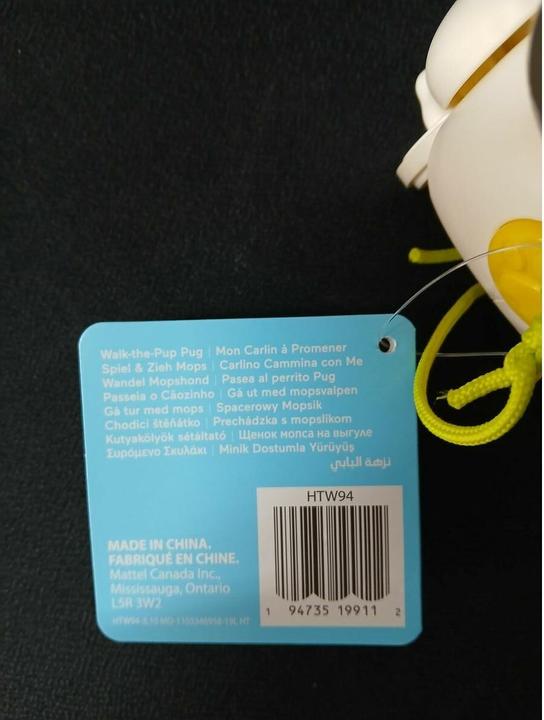 Walk-the-Pup Pug | Mon Carlin à Promener
Spiel & Zieh Mops | Carlino Cammina con Me
Wandel Mopshond | Pasea al perrito Pug
Passeia o Cãozinho | Gå ut med mopsvalpen
Gå tur med mops | Spacerowy Mopsik
Chodící štěňátko | Prechádzka s mopslíkom
Kutyakölyök sétáltató | Щенок мопса на выгуле
Συρόμενο Σκυλάκι | Minik Dostumla Yürüyüş
نزهة البابي
HTW94
MADE IN CHINA.
FABRIQUÉ EN CHINE.
Mattel Canada Inc.,
Mississauga, Ontario
L5R 3W2
1 94735 19911 2